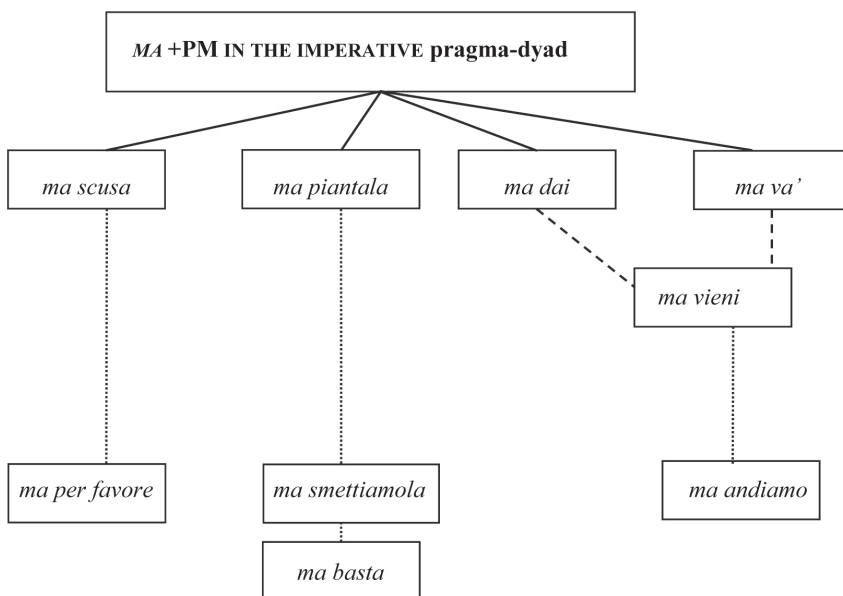 MA +PM IN THE IMPERATIVE pragma-dyad
ma scusa
ma piantala
ma dai
ma va’
ma vieni
ma per favore
ma smettiamola
ma andiamo
ma basta